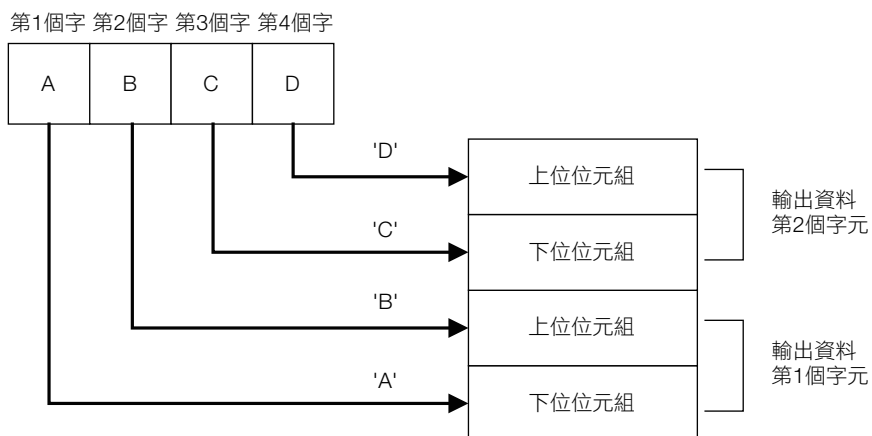 第1個字 第2個字 第3個字 第4個字
A B C D
'D'
上位位元組
輸出資料
第2個字元
'C'
下位位元組
'B'
上位位元組
輸出資料
第1個字元
'A'
下位位元組